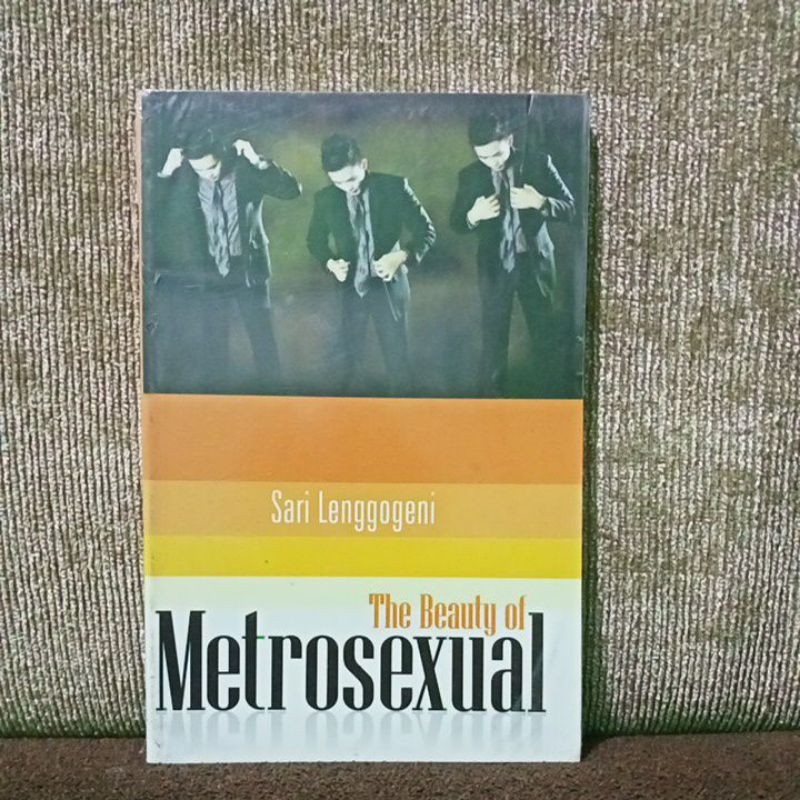 Sari Lenggogeni
The Beauty of
Metrosexual